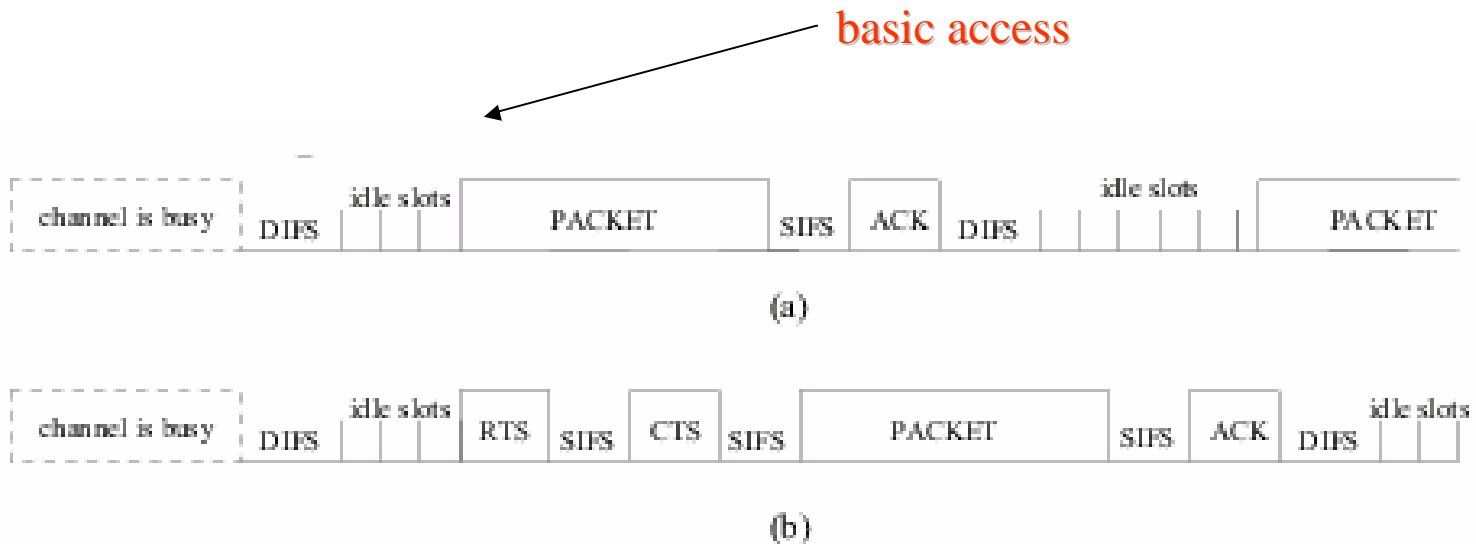 basic access
channel is busy DIFS idle slots PACKET SIFS ACK DIFS idle slots PACKET
(a)
channel is busy DIFS idle slots RTS SIFS CTS SIFS PACKET SIFS ACK DIFS idle slots
(b)